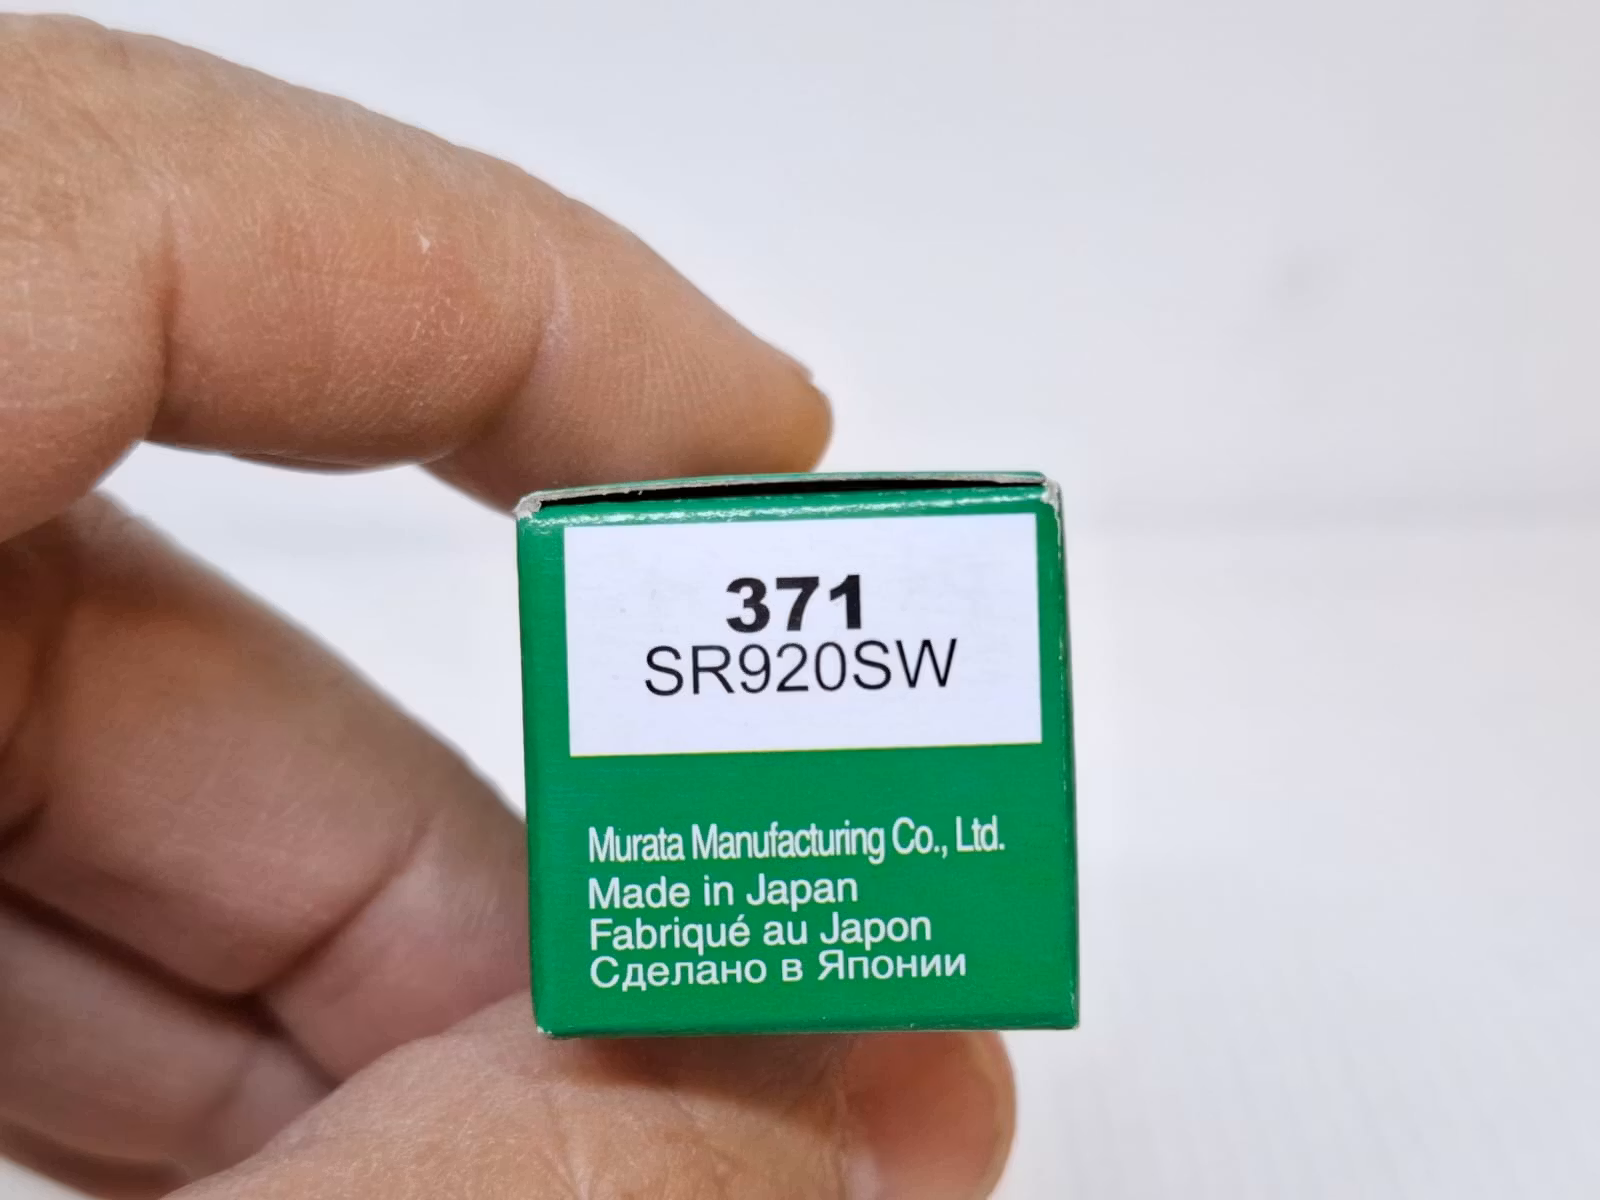 371
SR920SW
Murata Manufacturing Co., Ltd.
Made in Japan
Fabriqué au Japon
Сделано в Японии